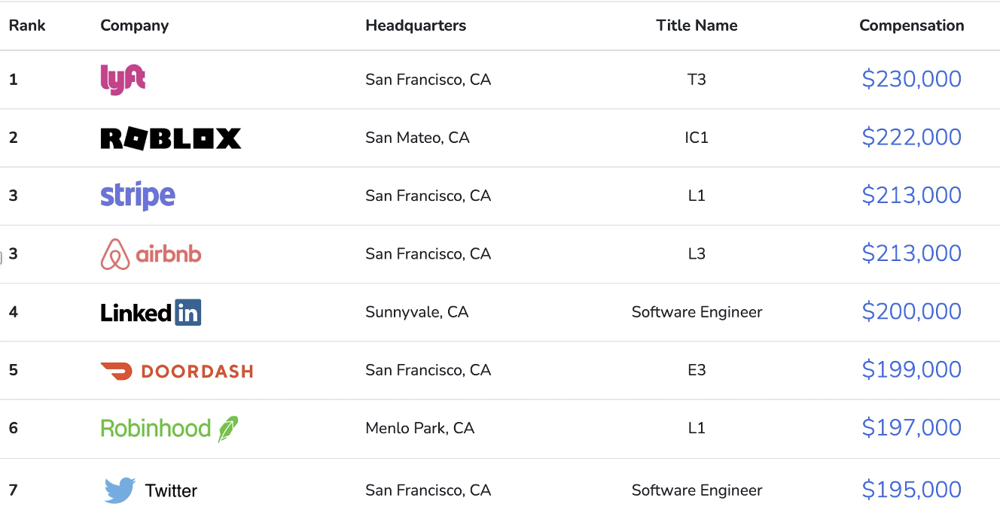 Rank Company Headquarters Title Name Compensation
1 lyft San Francisco, CA T3 $230,000
2 ROBLOX San Mateo, CA IC1 $222,000
3 stripe San Francisco, CA L1 $213,000
3 airbnb San Francisco, CA L3 $213,000
4 Linked in Sunnyvale, CA Software Engineer $200,000
5 DOORDASH San Francisco, CA E3 $199,000
6 Robinhood Menlo Park, CA L1 $197,000
7 Twitter San Francisco, CA Software Engineer $195,000